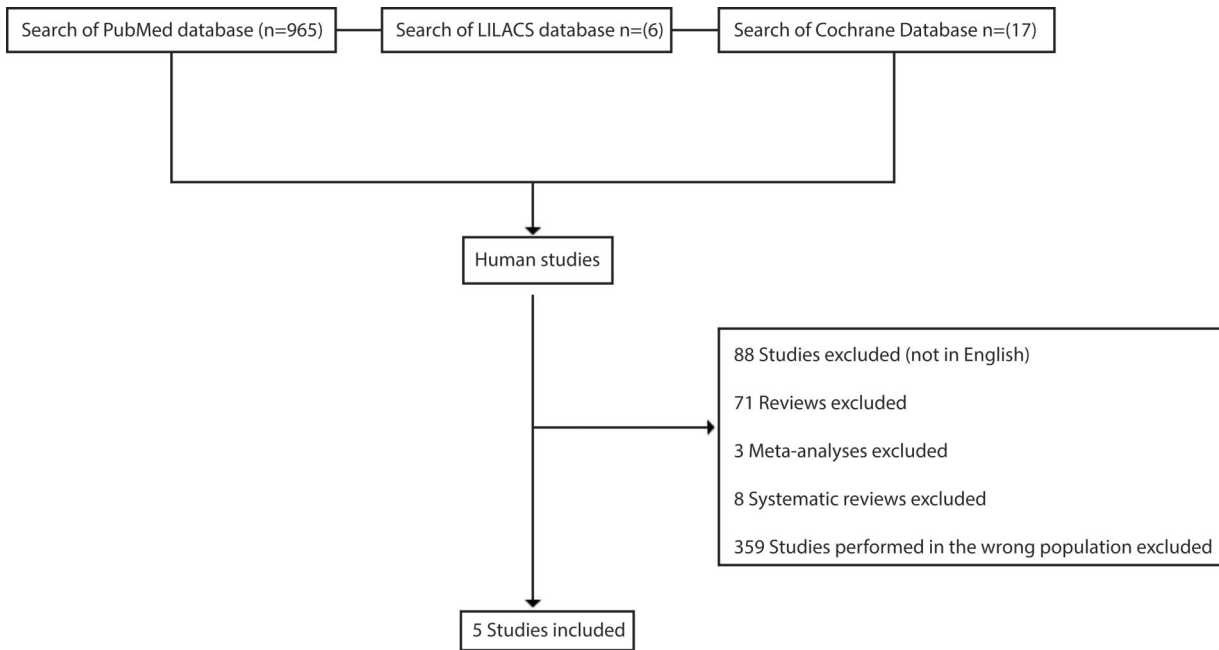 Search of PubMed database (n=965)
Search of LILACS database n=(6)
Search of Cochrane Database n=(17)
Human studies
88 Studies excluded (not in English)
71 Reviews excluded
3 Meta-analyses excluded
8 Systematic reviews excluded
359 Studies performed in the wrong population excluded
5 Studies included